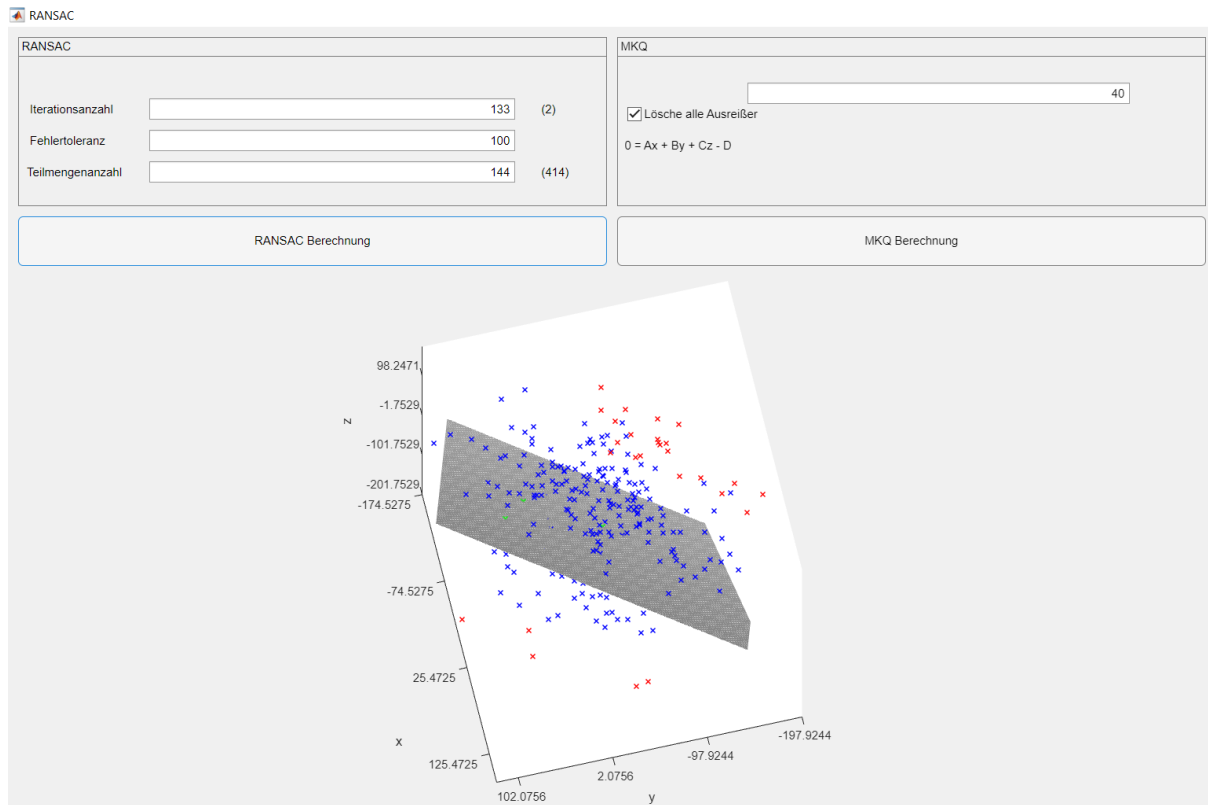 RANSAC
RANSAC
Iterationsanzahl 133 (2)
Fehlertoleranz 100
Teilmengenanzahl 144 (414)
MKQ
40
Lösche alle Ausreißer
0 = Ax + By + Cz - D
RANSAC Berechnung
MKQ Berechnung
98.2471
-1.7529
z
-101.7529
-201.7529
-174.5275
-74.5275
25.4725
x
125.4725
102.0756
2.0756
-97.9244
-197.9244
y